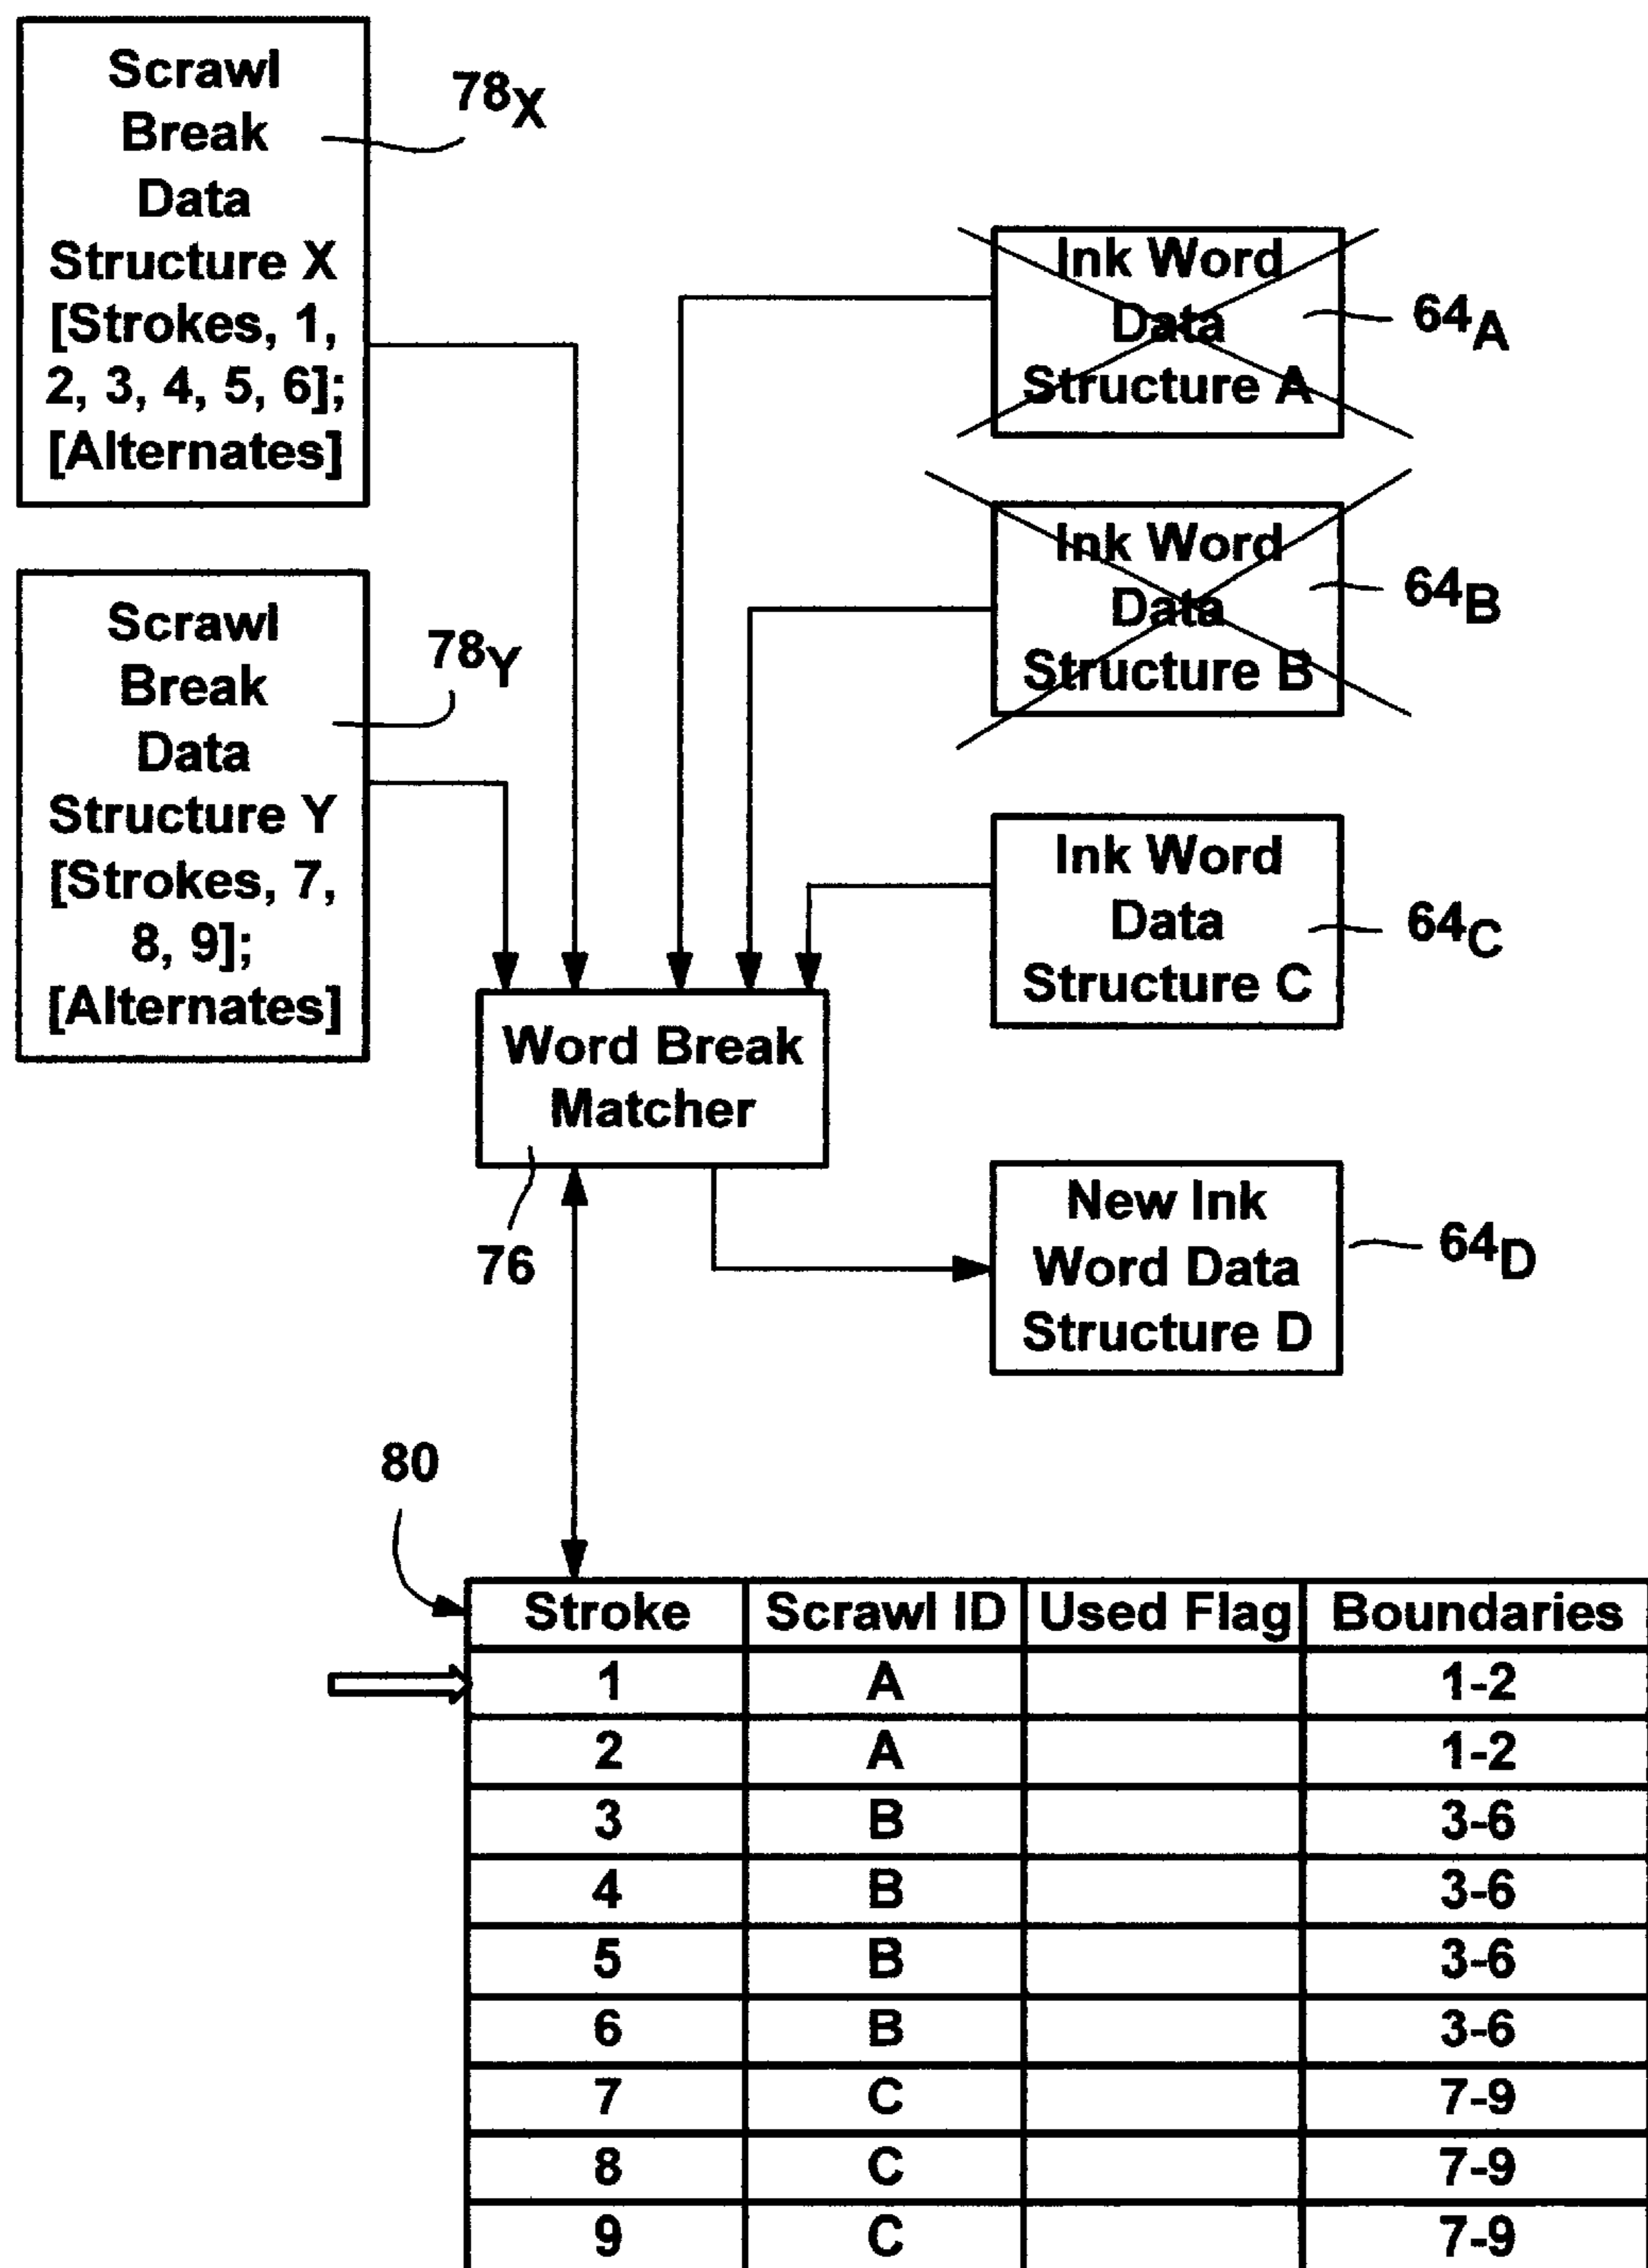 Scrawl
Break
Data
Structure X
[Strokes, 1,
2, 3, 4, 5, 6];
[Alternates]
78X
Scrawl
Break
Data
Structure Y
[Strokes, 7,
8, 9];
[Alternates]
78Y
Ink Word
Data
Structure A
64A
Ink Word
Data
Structure B
64B
Ink Word
Data
Structure C
64C
Word Break
Matcher
76
New Ink
Word Data
Structure D
64D
80
Stroke Scrawl ID Used Flag Boundaries
1 A 1-2
2 A 1-2
3 B 3-6
4 B 3-6
5 B 3-6
6 B 3-6
7 C 7-9
8 C 7-9
9 C 7-9